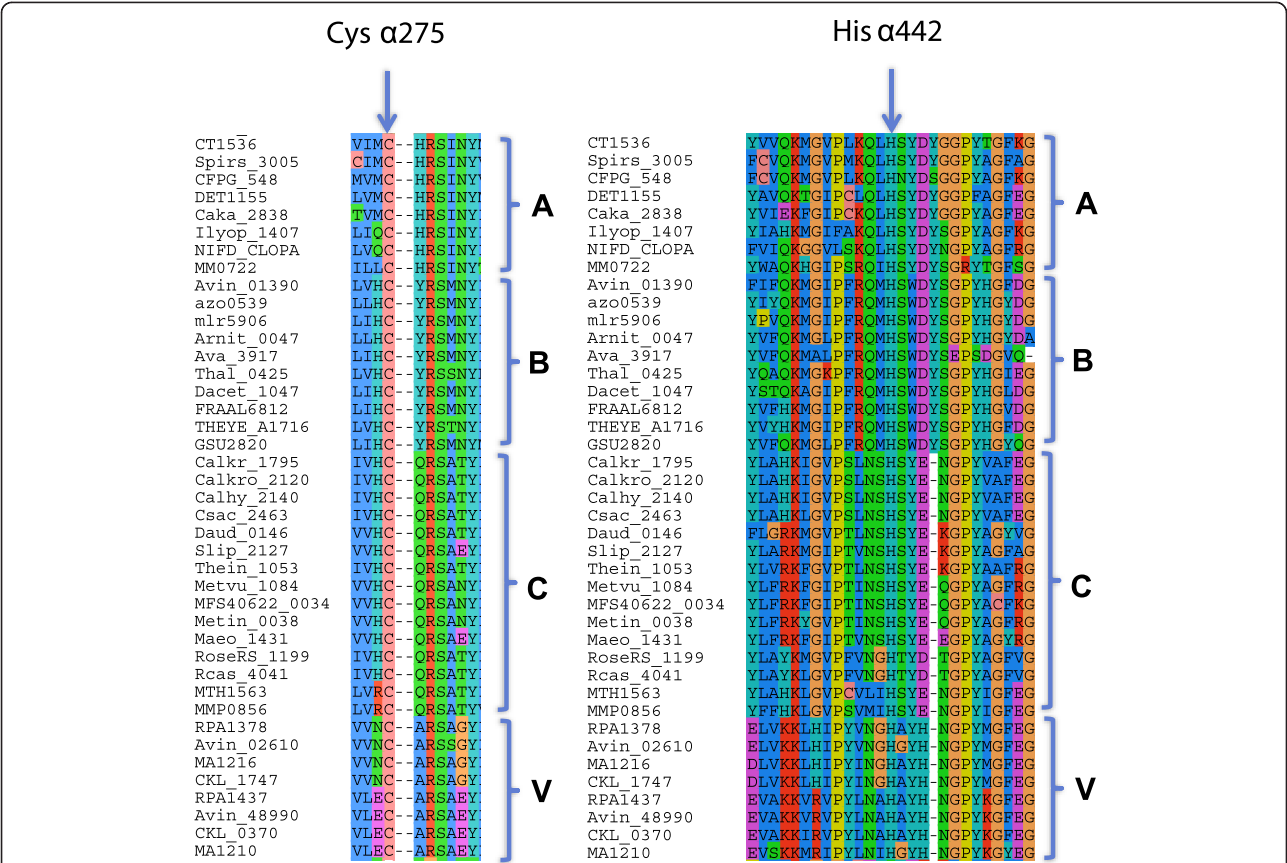 Cys α275 His α442
CT1536 VIMC--HRSINY YVVQKMGVPLKQLHSYDYGGPYTGFKG
Spirs_3005 CIMC--HRSINY FCVQKMGVPMKQLHSYDYGGPYAGFAG
CFPG_548 MVMC--HRSINY FCVQKMGVPLKQLHNYDSGGPYAGFKG
DET1155 LVMC--HRSINY YAVQKTGIPCLQLHSYDYGGPFAGFEG
Caka_2838 TVMC--HRSINY YVIEKFGIPCKQLHSYDYGGPYAGFEG
A A
Ilyop_1407 LIQC--HRSINY YIAHKMGIFAKQLHSYDYSGPYAGFKG
NIFD_CLOPA LVQC--HRSINY FVIQKGGVLSKQLHSYDYSGPYAGFRG
MM0722 ILLC--HRSINY YWAQKHGIPSRQIHSYDYSGRYTGFSG
Avin_01390 LVHC--YRSMNY FIFQKMGIPFRQMHSWDYSGPYHGFDG
azo0539 LLHC--YRSMNY YIYQKMGIPFRQMHSWDYSGPYHGYDG
mlr5906 LIHC--YRSMNY YPVQKMGIPFRQMHSWDYSGPYHGYDG
Arnit_0047 LLHC--YRSMNY YVFQKMGIPFRQMHSWDYSGPYHGYDA
Ava_3917 LLHC--YRSMNY YVFQKMALPFRQMHSWDYSEPSDGVQ-
B B
Thal_0425 LVHC--YRSSNY YQAQKMGKPFRQMHSWDYSGPYHGIEG
Dacet_1047 LVHC--YRSMNY YSTQKAGIPFRQMHSWDYSGPYHGLDG
FRAAL6812 LIHC--YRSMNY YVFHKMGIPFRQMHSWDYSGPYHGVDG
THEYE_A1716 LVHC--YRSTNY YVYHKMGIPFRQMHSWDYSGPYHGFDG
GSU2820 LIHC--YRSMNY YVFQKMGLPFRQMHSWDYSGPYHGYQG
Calkr_1795 IVHC--QRSATY YLAHKIGVPSLNSHSYE-NGPYVAFEG
Calkro_2120 IVHC--QRSATY YLAHKIGVPSLNSHSYE-NGPYVAFEG
Calhy_2140 IVHC--QRSATY YLAHKIGVPSLNSHSYE-NGPYVAFEG
Csac_2463 IVHC--QRSATY YLAHKLGVPSLNSHSYE-NGPYVAFEG
Daud_0146 VVHC--QRSATY FLGRKMGVPTLNSHSYE-KGPYAGYVG
Slip_2127 VVHC--QRSAEY YLARKMGIPTVNSHSYE-NGPYAGFAG
Thein_1053 VVHC--QRSATY YLVRKFGVPTLNSHSYE-KGPYAAFRG
Metvu_1084 VVHC--QRSANY YLFRKFGIPTINSHSYE-QGPYAGFRG
C C
MFS40622_0034 VVHC--QRSANY YLFRKFGIPTINSHSYE-QGPYACFKG
Metin_0038 VVHC--QRSANY YLFRKYGVPTINSHSYE-QGPYAGFRG
Maeo_1431 VVHC--QRSAEY YLFRKFGIPTVNSHSYE-EGPYAGYRG
RoseRS_1199 IVHC--QRSATY YLAYKMGVPFVNGHTYD-TGPYAGFVG
Rcas_4041 IVHC--QRSATY YLAYKLGVPFVNGHTYD-TGPYAGFVG
MTH1563 LVRC--QRSATY YLAHKLGVPCVLIHSYE-NGPYIGFEG
MMP0856 LVRC--QRSATY YFFHKLGVPSVMIHSYE-NGPYIGFEG
RPA1378 VVNC--ARSAGY ELVKKLHIPYVNGHAYH-NGPYMGFEG
Avin_02610 VVNC--ARSSGY ELVKKLHIPYVNGHGYH-NGPYMGFEG
MA1216 VVNC--ARSAGY DLVKKLHIPYVNGHAYH-NGPYMGFEG
CKL_1747 VVNC--ARSAGY DLVKKLHIPYINGHAYH-NGPYMGFEG
V V
RPA1437 VLEC--ARSAEY EVAKKVRVPYLNAHAYH-NGPYKGFEG
Avin_48990 VLEC--ARSAEY EVAKKVRVPYLNAHAYH-NGPYKGFEG
CKL_0370 VLEC--ARSAEY EVAKKIRVPYLNAHAYH-NGPYKGFEG
MA1210 VLEC--ARSAEY EVSKKMRIPYLNIHGYH-NGPYKGYEG